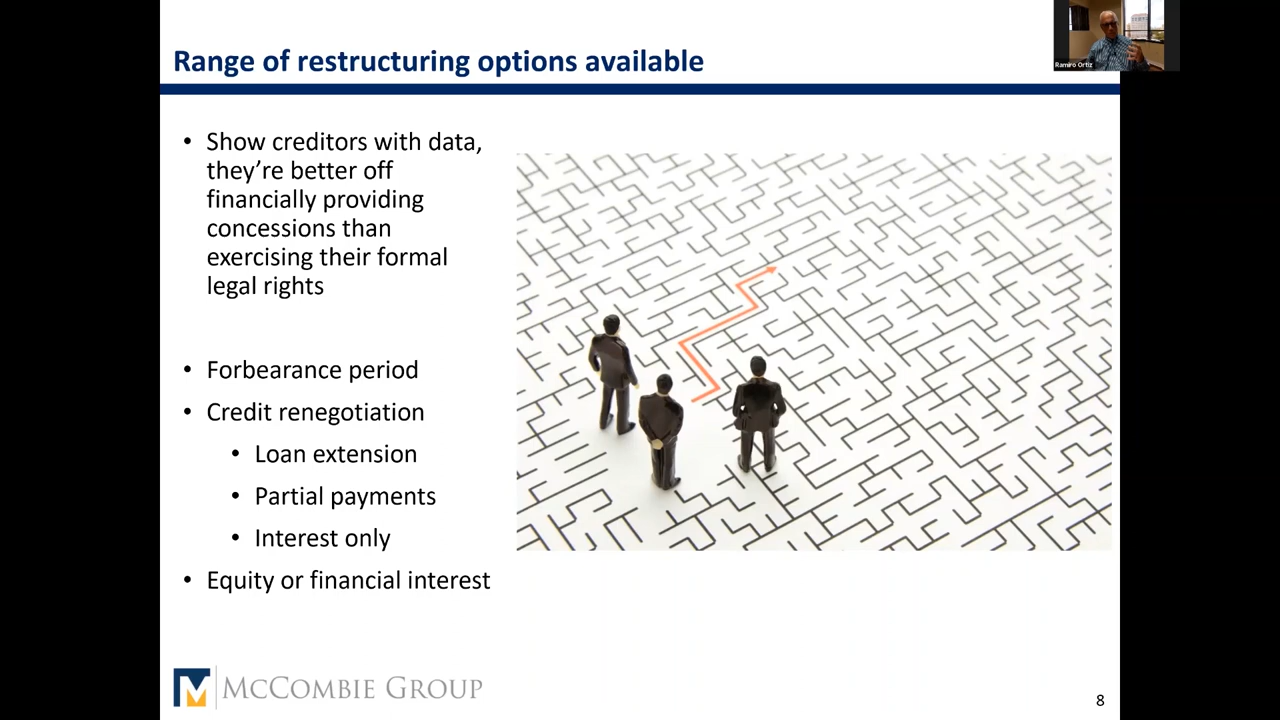 Range of restructuring options available
Ramiro Ortiz
• Show creditors with data,
they’re better off
financially providing
concessions than
exercising their formal
legal rights
• Forbearance period
• Credit renegotiation
• Loan extension
• Partial payments
• Interest only
• Equity or financial interest
M McCombie Group
8